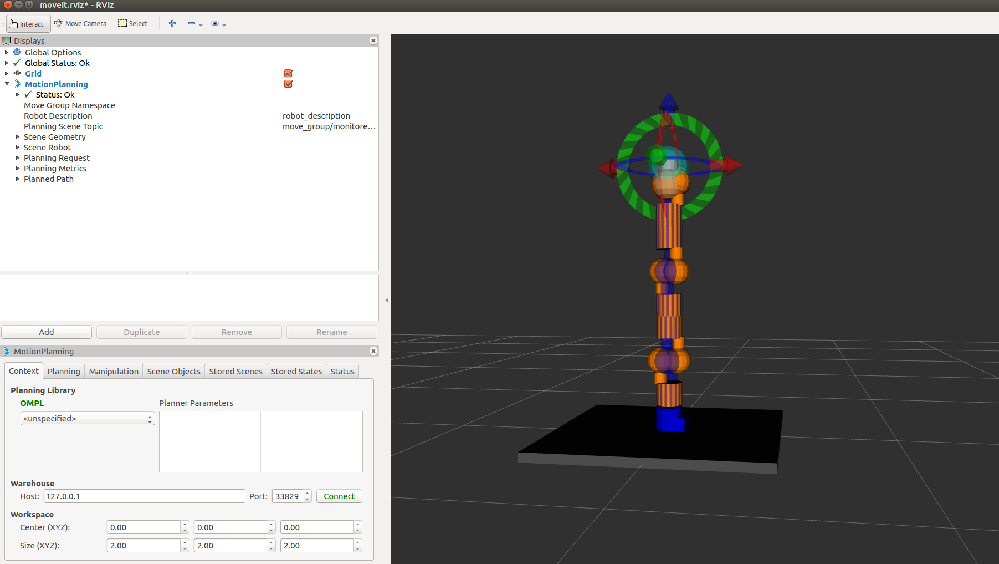 moveit.rviz* - RViz
Interact Move Camera Select
Displays
Global Options
Global Status: Ok
Grid
MotionPlanning
Status: Ok
Move Group Namespace
Robot Description robot_description
Planning Scene Topic move_group/monitore...
Scene Geometry
Scene Robot
Planning Request
Planning Metrics
Planned Path
Add Duplicate Remove Rename
MotionPlanning
Context Planning Manipulation Scene Objects Stored Scenes Stored States Status
Planning Library
OMPL Planner Parameters
<unspecified>
Warehouse
Host: 127.0.0.1 Port: 33829 Connect
Workspace
Center (XYZ): 0.00 0.00 0.00
Size (XYZ): 2.00 2.00 2.00